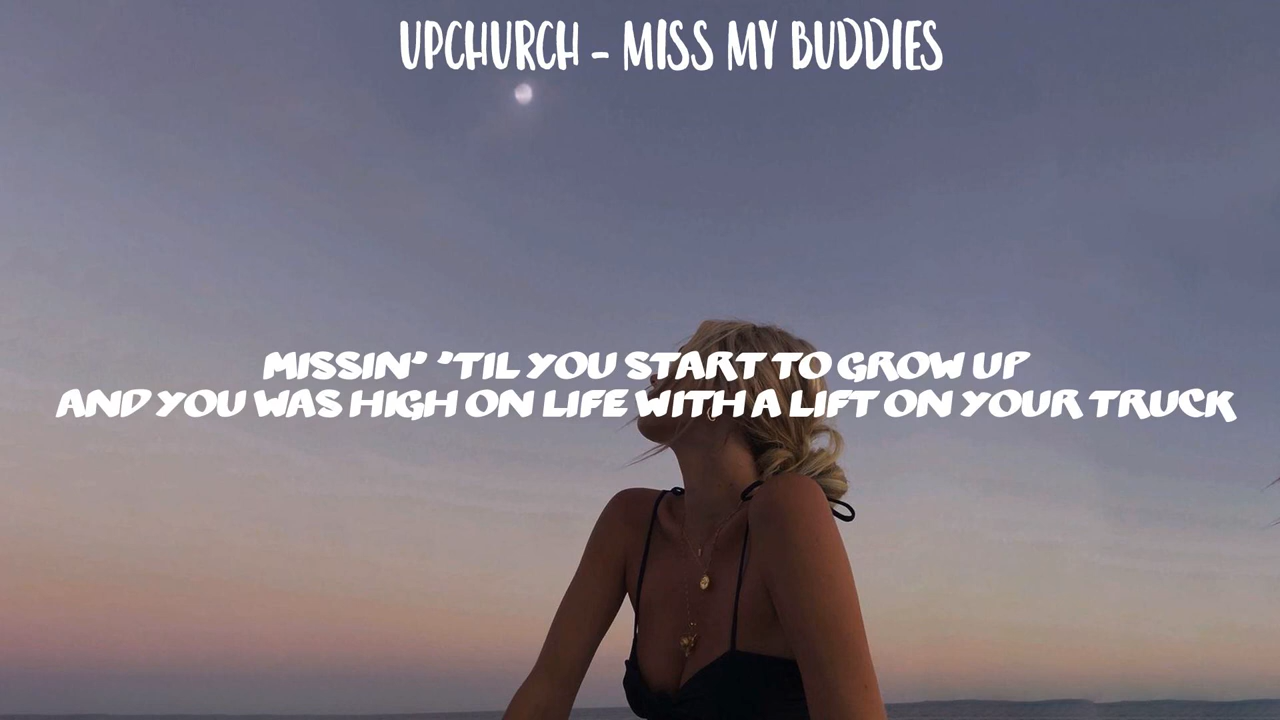 UPCHURCH - MISS MY BUDDIES
MISSIN' 'TIL YOU START TO GROW UP
AND YOU WAS HIGH ON LIFE WITH A LIFT ON YOUR TRUCK